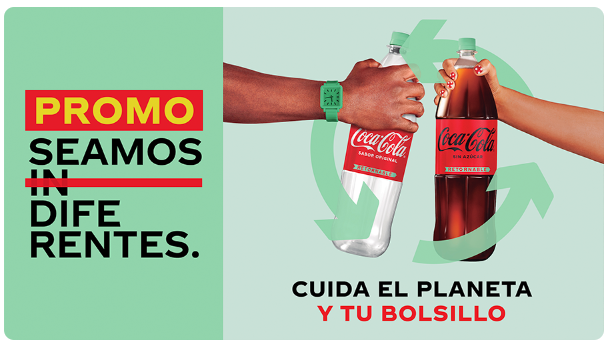 PROMO
SEAMOS
IN
DIFE
RENTES.
Coca-Cola
SABOR ORIGINAL
RETORNABLE
Coca-Cola
SIN AZÚCAR
RETORNABLE
CUIDA EL PLANETA
Y TU BOLSILLO